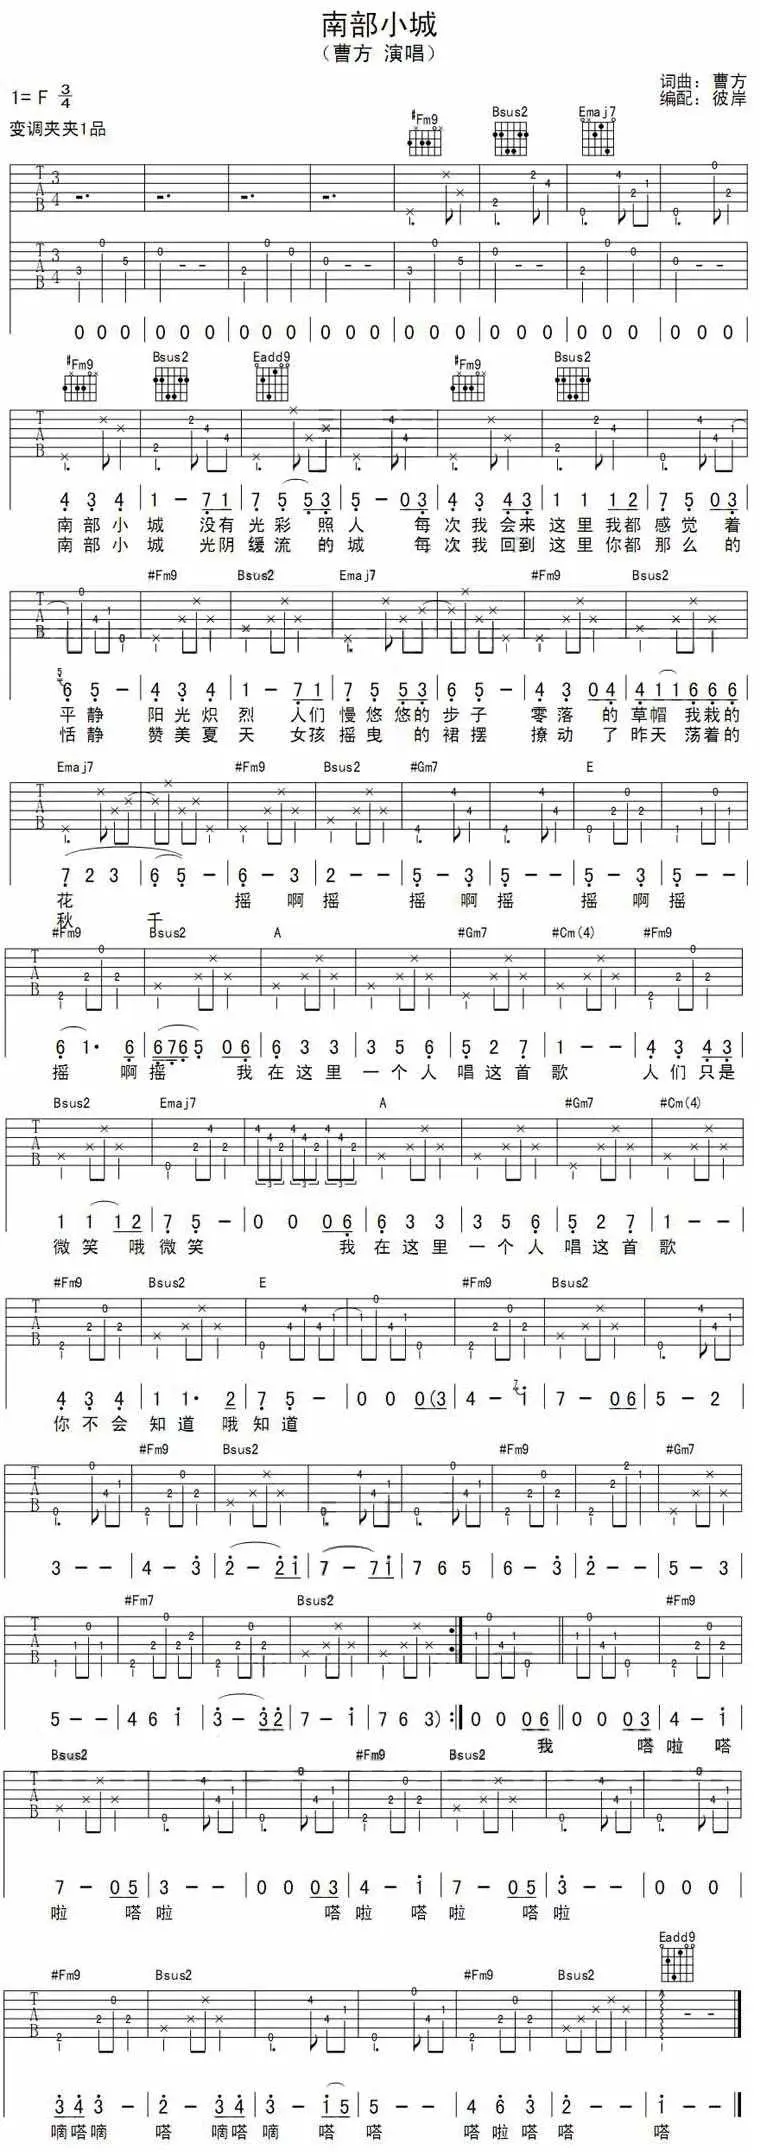 南部小城
（曹方 演唱）
词曲：曹方
1= F 3/4
编配：彼岸
变调夹夹1品
#Fm9 Bsus2 Emaj7
0 0 0 | 0 0 0 | 0 0 0 | 0 0 0 | 0 0 0 | 0 0 0 | 0 0 0 | 0 0 0
#Fm9 Bsus2 Eadd9 #Fm9 Bsus2
4 3 4 | 1 - 7 1 | 7 5 5 3 | 5 - 0 3 | 4 3 4 3 | 1 1 1 2 | 7 5 0 3
南 部 小 城 没有 光 彩 照 人 每 次 我 会来 这 里 我都 感 觉 着
南 部 小 城 光阴 缓 流 的 城 每 次 我 回到 这 里 你都 那 么 的
#Fm9 Bsus2 Emaj7 #Fm9 Bsus2
6 5 - | 4 3 4 | 1 - 7 1 | 7 5 5 3 | 6 5 - | 4 3 0 4 | 4 1 1 6 6 6
平 静 阳 光 炽 烈 人们 慢 悠 悠的 步 子 零 落 的 草帽 我栽的
恬 静 赞 美 夏 天 女孩 摇 曳 的 裙 摆 撩 动 了 昨天 荡着的
Emaj7 #Fm9 Bsus2 #Gm7 E
7 2 3 | 6 5 - | 6 - 3 | 2 - - | 5 - 3 | 5 - - | 5 - 3 | 5 - -
花 摇 啊 摇 摇 啊 摇 摇 啊 摇
秋 千
#Fm9 Bsus2 A #Gm7 #Cm(4) #Fm9
6 1· 6 | 6 7 6 5 0 6 | 6 3 3 | 3 5 6 | 5 2 7 | 1 - - | 4 3 4 3
摇 啊 摇 我 在 这 里 一 个 人 唱 这 首 歌 人 们 只是
Bsus2 Emaj7 A #Gm7 #Cm(4)
1 1 1 2 | 7 5 - | 0 0 0 6 | 6 3 3 | 3 5 6 | 5 2 7 | 1 - -
微 笑 哦 微 笑 我 在 这 里 一 个 人 唱 这 首 歌
#Fm9 Bsus2 E #Fm9 Bsus2
4 3 4 | 1 1· 2 | 7 5 - | 0 0 0(3 | 4 - i | 7 - 0 6 | 5 - 2
你 不 会 知 道 哦 知 道
#Fm9 Bsus2 #Fm9 #Gm7
3 - - | 4 - 3 | 2 - 2 i | 7 - 7 i | 7 6 5 | 6 - 3 | 2 - - | 5 - 3
#Fm7 Bsus2 #Fm9
5 - - | 4 6 i | 3 - 3 2 | 7 - i | 7 6 3) :‖ 0 0 0 6 ‖ 0 0 0 3 | 4 - i
我 嗒 啦 嗒
Bsus2 #Fm9 Bsus2
7 - 0 5 | 3 - - | 0 0 0 3 | 4 - i | 7 - 0 5 | 3 - - | 0 0 0
啦 嗒 啦 嗒 啦 嗒 啦 嗒 啦
#Fm9 Bsus2 #Fm9 Bsus2 Eadd9
3 4 3 - | 2 - 3 4 | 3 - i 5 | 5 - - | 4 6 3 | 2 - - | i - ‖
嘀嗒嘀 嗒 嘀嗒 嘀 嗒 嗒 嗒 啦 嗒 嗒 嗒